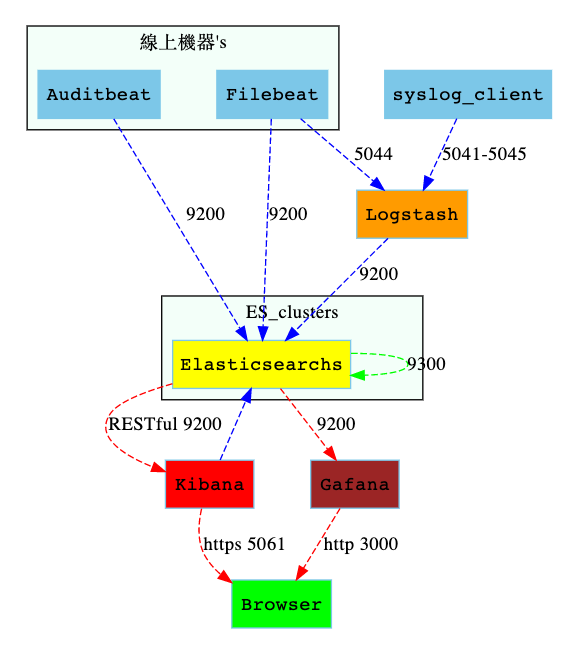 線上機器's
Auditbeat
Filebeat
syslog_client
5044
5041-5045
9200
9200
Logstash
9200
ES_clusters
Elasticsearchs
9300
RESTful 9200
9200
Kibana
Gafana
https 5061
http 3000
Browser